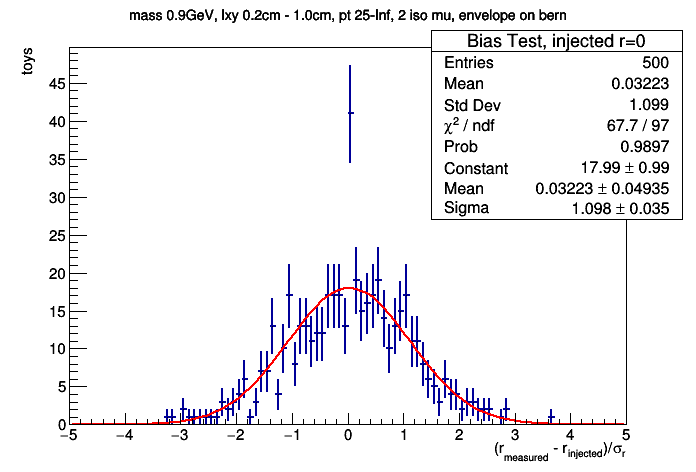 mass 0.9GeV, lxy 0.2cm - 1.0cm, pt 25-Inf, 2 iso mu, envelope on bern
Bias Test, injected r=0
Entries 500
Mean 0.03223
Std Dev 1.099
χ² / ndf 67.7 / 97
Prob 0.9897
Constant 17.99 ± 0.99
Mean 0.03223 ± 0.04935
Sigma 1.098 ± 0.035
toys
45
40
35
30
25
20
15
10
5
0
−5 −4 −3 −2 −1 0 1 2 3 4 5
(r_measured - r_injected)/σ_r